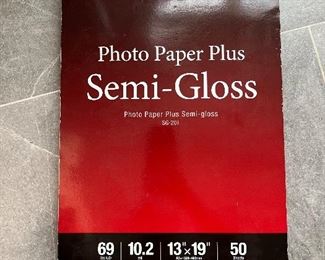 Photo Paper Plus
Semi-Gloss
Photo Paper Plus Semi-gloss
SG-201
69 10.2 13"x19" 50